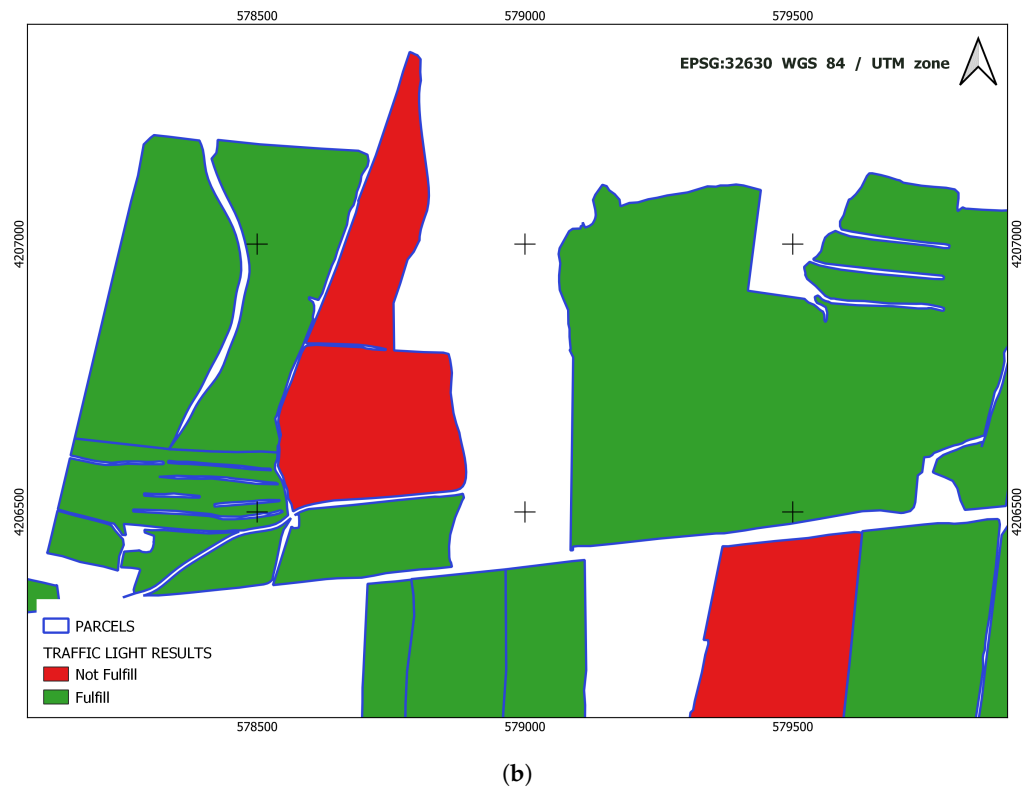 578500 579000 579500
EPSG:32630 WGS 84 / UTM zone
4207000
4207000
4206500
4206500
PARCELS
TRAFFIC LIGHT RESULTS
Not Fulfill
Fulfill
578500 579000 579500
(b)